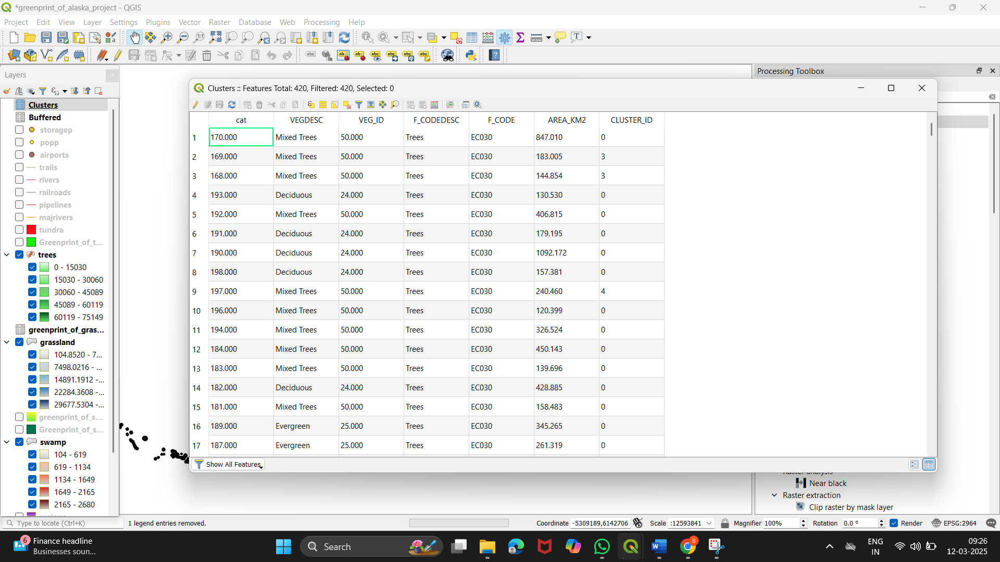 *greenprint_of_alaska_project - QGIS
Project Edit View Layer Settings Plugins Vector Raster Database Web Processing Help
Layers
Clusters
Buffered
storagep
popp
airports
trails
rivers
railroads
pipelines
majrivers
tundra
Greenprint_of_t...
trees
0 - 15030
15030 - 30060
30060 - 45089
45089 - 60119
60119 - 75149
greenprint_of_gras...
grassland
104.8520 - 7...
7498.0216 - ...
14891.1912 -...
22284.3608 -...
29677.5304 -...
greenprint_of_s...
Greenprint_of_s...
swamp
104 - 619
619 - 1134
1134 - 1649
1649 - 2165
2165 - 2680
Processing Toolbox
Clusters :: Features Total: 420, Filtered: 420, Selected: 0
cat VEGDESC VEG_ID F_CODEDESC F_CODE AREA_KM2 CLUSTER_ID
1 170.000 Mixed Trees 50.000 Trees EC030 847.010 0
2 169.000 Mixed Trees 50.000 Trees EC030 183.005 3
3 168.000 Mixed Trees 50.000 Trees EC030 144.854 3
4 193.000 Deciduous 24.000 Trees EC030 130.530 0
5 192.000 Mixed Trees 50.000 Trees EC030 406.815 0
6 191.000 Deciduous 24.000 Trees EC030 179.195 0
7 190.000 Deciduous 24.000 Trees EC030 1092.172 0
8 198.000 Deciduous 24.000 Trees EC030 157.381 0
9 197.000 Mixed Trees 50.000 Trees EC030 240.460 4
10 196.000 Mixed Trees 50.000 Trees EC030 120.399 0
11 194.000 Mixed Trees 50.000 Trees EC030 326.524 0
12 184.000 Mixed Trees 50.000 Trees EC030 450.143 0
13 183.000 Mixed Trees 50.000 Trees EC030 139.696 0
14 182.000 Deciduous 24.000 Trees EC030 428.885 0
15 181.000 Mixed Trees 50.000 Trees EC030 158.483 0
16 189.000 Evergreen 25.000 Trees EC030 345.265 0
17 187.000 Evergreen 25.000 Trees EC030 261.319 0
Show All Features
Raster analysis
Near black
Raster extraction
Clip raster by mask layer
Type to locate (Ctrl+K) 1 legend entries removed. Coordinate -5309189,6142706 Scale :12593841 Magnifier 100% Rotation 0.0 ° Render EPSG:2964
6 Finance headline
Businesses soun...
Search
ENG
IN
09:26
12-03-2025